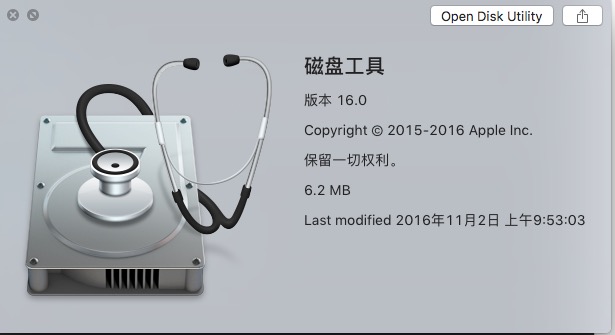 Open Disk Utility
磁盘工具
版本 16.0
Copyright © 2015-2016 Apple Inc.
保留一切权利。
6.2 MB
Last modified 2016年11月2日 上午9:53:03